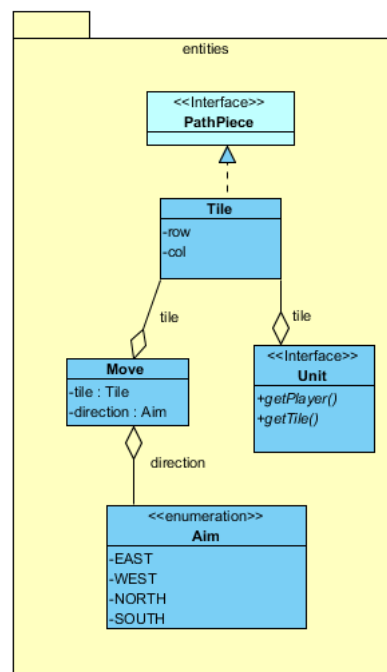 entities
<<Interface>>
PathPiece
Tile
-row
-col
tile
tile
Move
-tile : Tile
-direction : Aim
<<Interface>>
Unit
+getPlayer()
+getTile()
direction
<<enumeration>>
Aim
-EAST
-WEST
-NORTH
-SOUTH